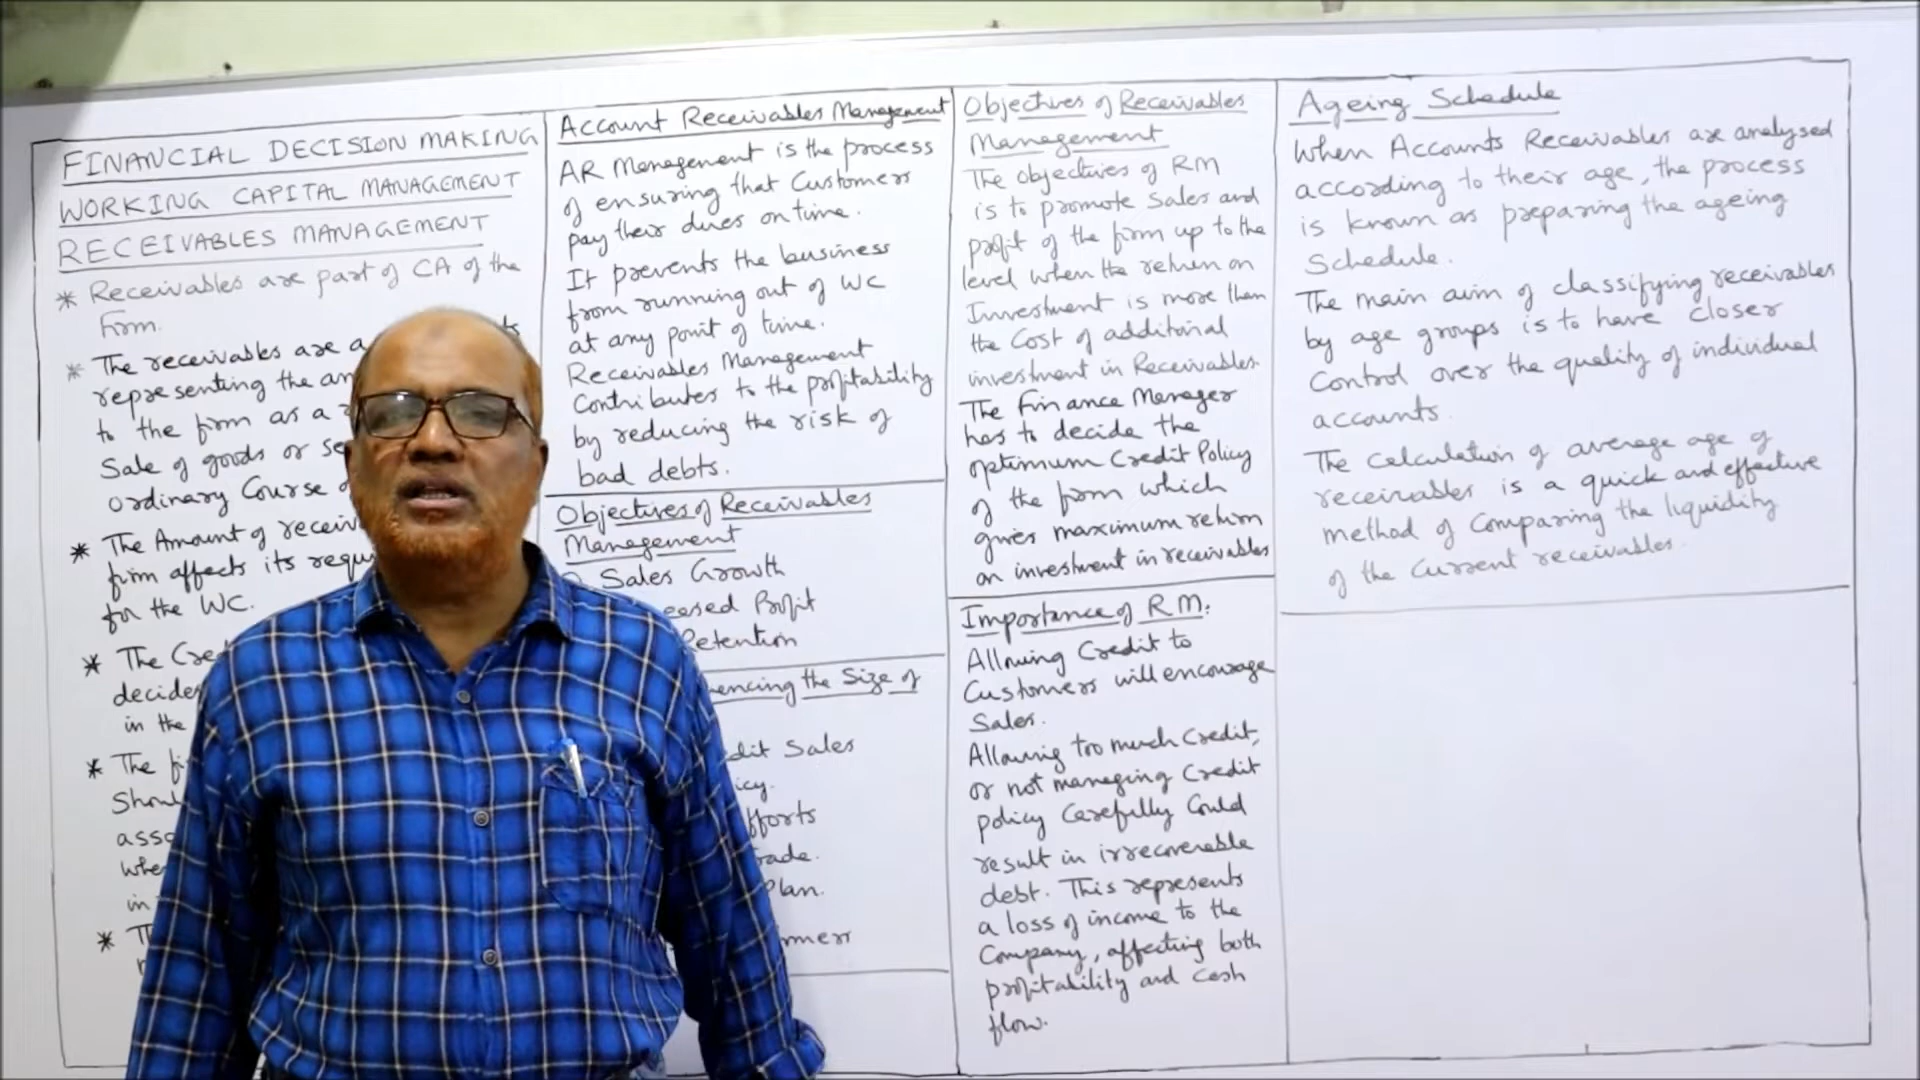 FINANCIAL DECISION MAKING
WORKING CAPITAL MANAGEMENT
RECEIVABLES MANAGEMENT
* Receivables are part of CA of the
firm.
* The receivables are a
representing the am
to the firm as a
Sale of goods or se
ordinary Course
* The Amount of receiv
firm affects its requ
for the WC.
* The Cre
decides
in the
* The fi
Shoul
asso
whe
in
* Th
Account Receivables Management
AR Management is the process
of ensuring that Customers
pay their dues on time.
It prevents the business
from running out of WC
at any point of time.
Receivables Management
Contributes to the profitability
by reducing the risk of
bad debts.
Objectives of Receivables
Management
Sales Growth
eased Profit
Retention
encing the Size of
dit Sales
icy.
fforts
rade.
Plan.
omers
Objectives of Receivables
Management
The objectives of RM
is to promote Sales and
profit of the firm up to the
level when the return on
Investment is more than
the Cost of additional
investment in Receivables.
The Finance Manager
has to decide the
optimum Credit Policy
of the firm which
gives maximum return
on investment in receivables
Importance of RM:
Allowing Credit to
Customers will encourage
Sales.
Allowing too much Credit,
or not managing Credit
policy Carefully Could
result in irrecoverable
debt. This represents
a loss of income to the
Company, affecting both
profitability and cash
flow.
Ageing Schedule
When Accounts Receivables are analysed
according to their age, the process
is known as preparing the ageing
Schedule.
The main aim of classifying receivables
by age groups is to have closer
Control over the quality of individual
accounts.
The calculation of average age of
receivables is a quick and effective
method of Comparing the liquidity
of the Current receivables.